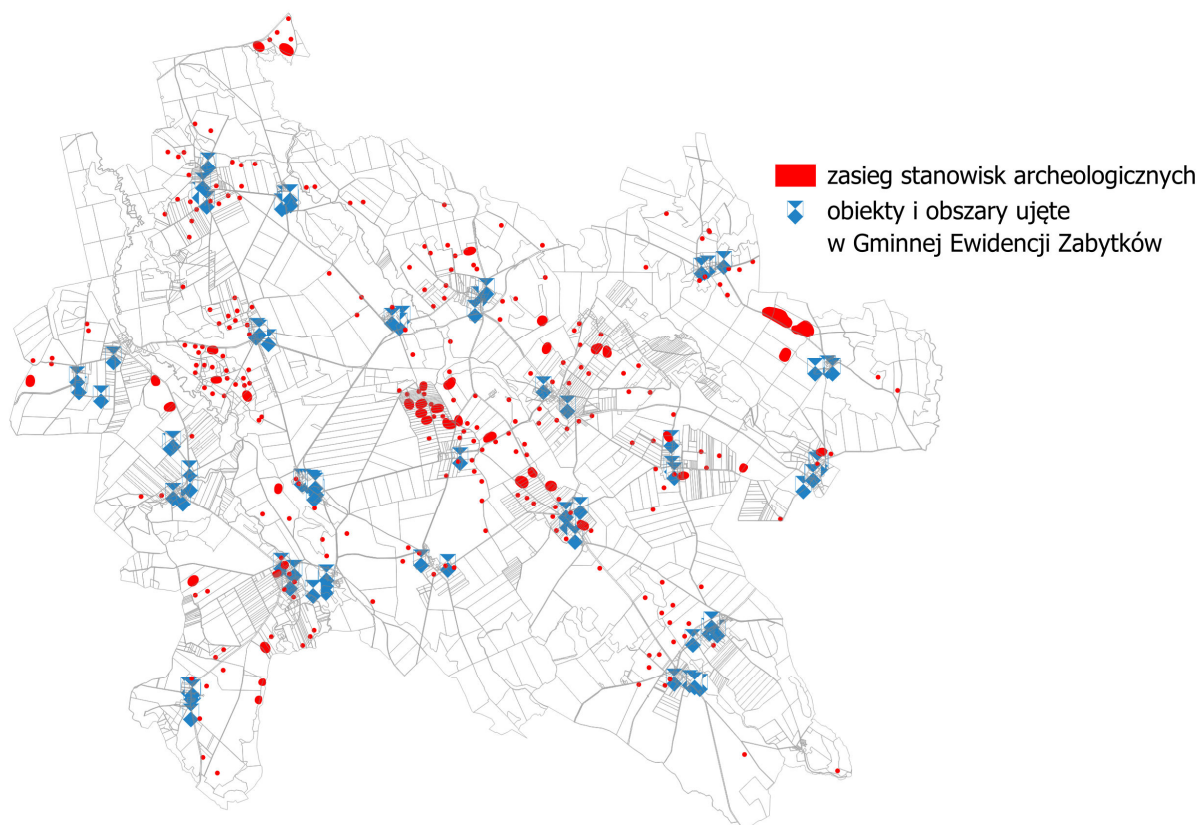 zasieg stanowisk archeologicznych
obiekty i obszary ujęte
w Gminnej Ewidencji Zabytków